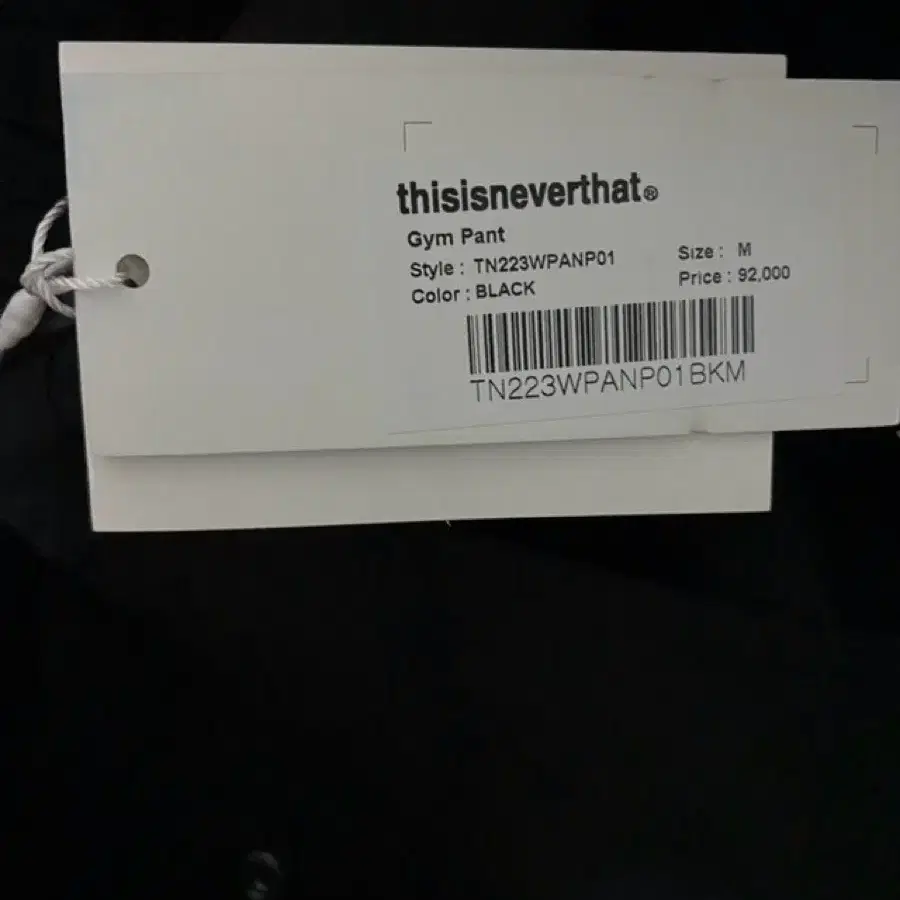 thisisneverthat®
Gym Pant
Style : TN223WPANP01 Size : M
Color : BLACK Price : 92,000
TN223WPANP01BKM